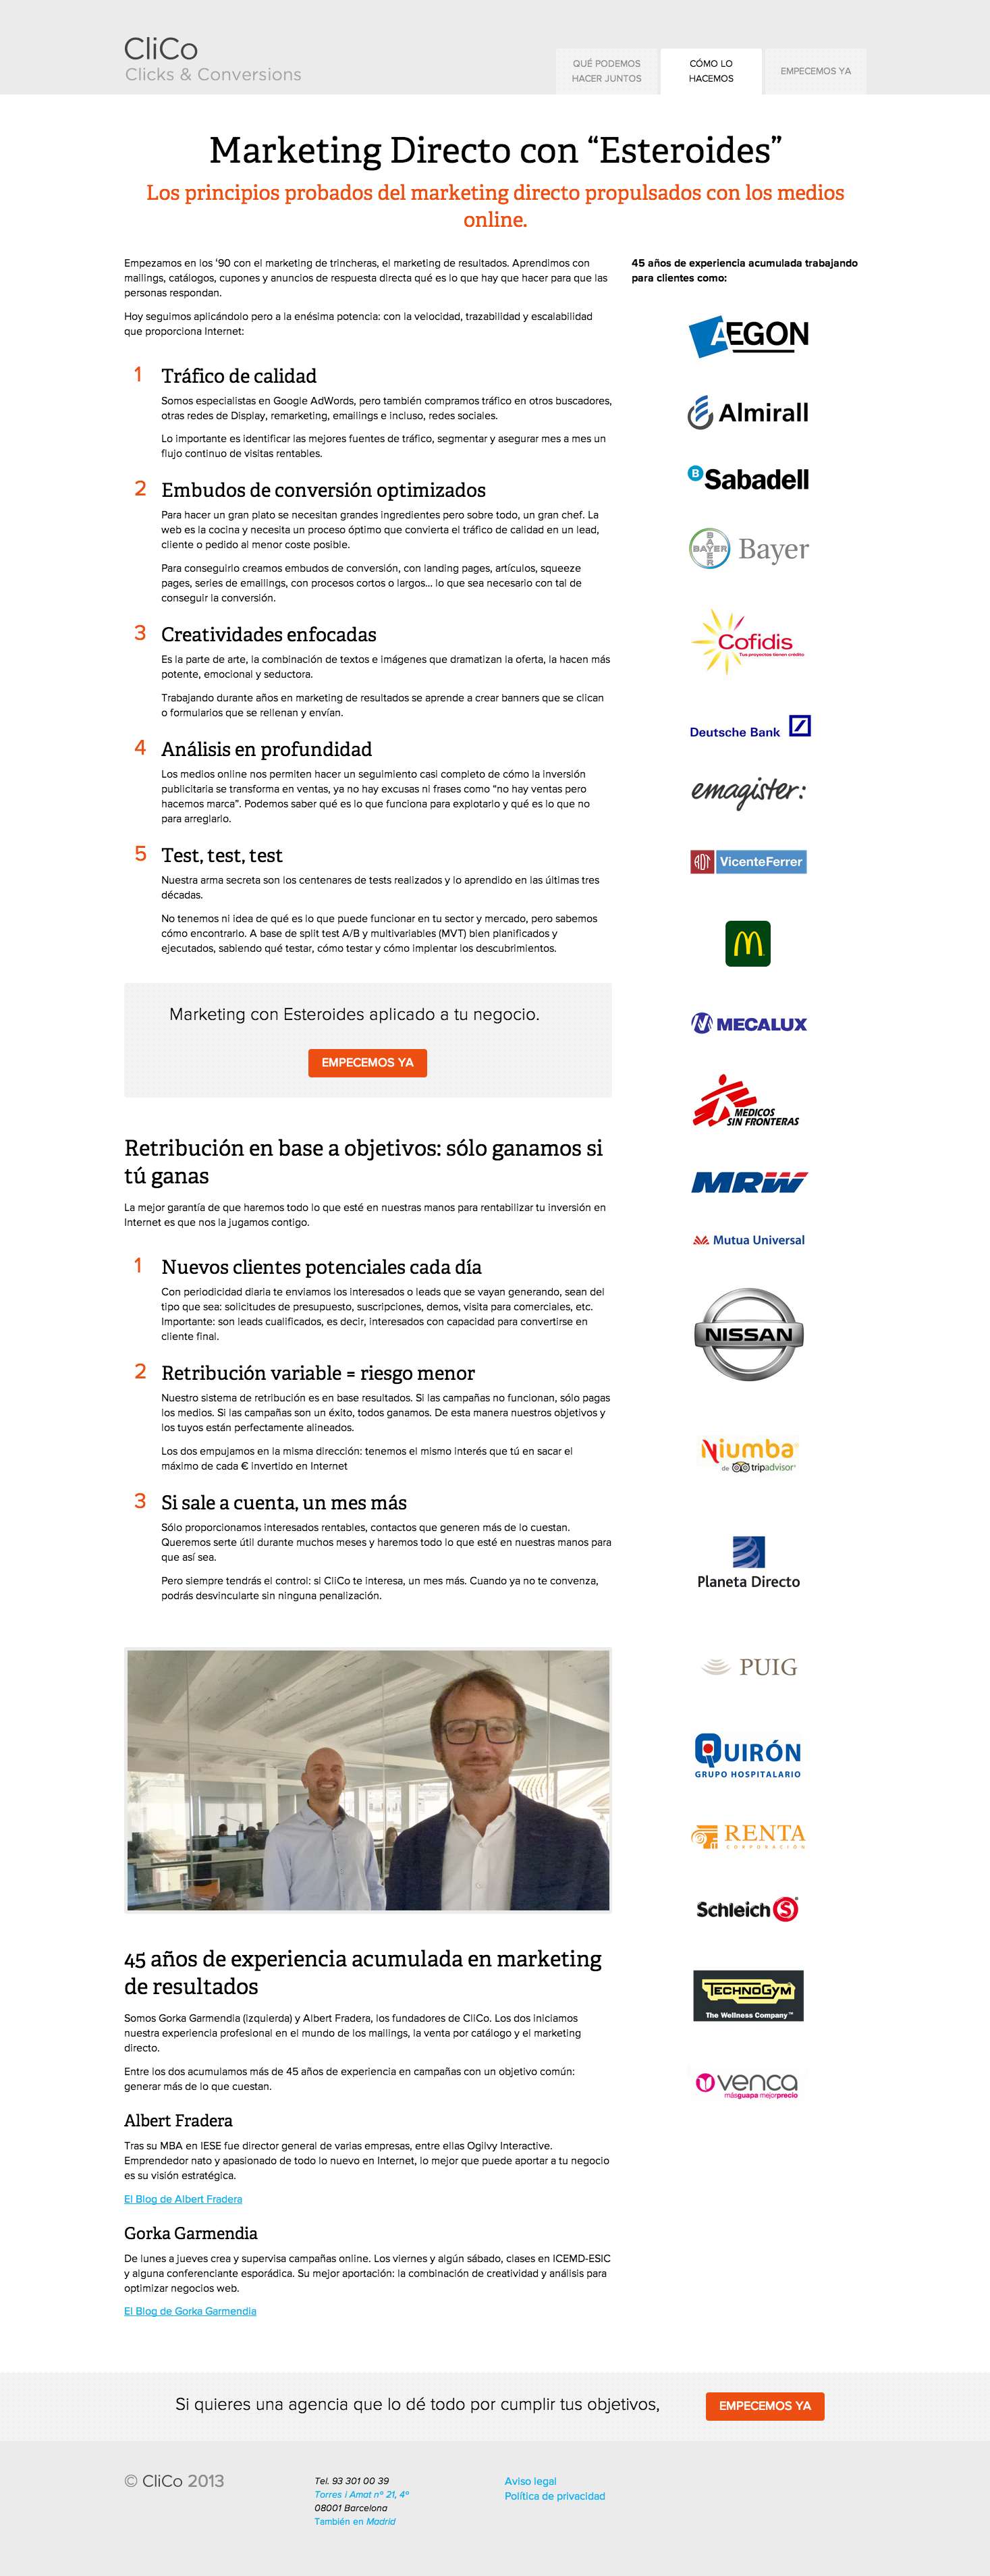 CliCo
Clicks & Conversions
QUÉ PODEMOS
HACER JUNTOS
CÓMO LO
HACEMOS
EMPECEMOS YA
Marketing Directo con “Esteroides”
Los principios probados del marketing directo propulsados con los medios
online.
Empezamos en los '90 con el marketing de trincheras, el marketing de resultados. Aprendimos con
mailings, catálogos, cupones y anuncios de respuesta directa qué es lo que hay que hacer para que las
personas respondan.
Hoy seguimos aplicándolo pero a la enésima potencia: con la velocidad, trazabilidad y escalabilidad
que proporciona Internet:
1 Tráfico de calidad
Somos especialistas en Google AdWords, pero también compramos tráfico en otros buscadores,
otras redes de Display, remarketing, emailings e incluso, redes sociales.
Lo importante es identificar las mejores fuentes de tráfico, segmentar y asegurar mes a mes un
flujo continuo de visitas rentables.
2 Embudos de conversión optimizados
Para hacer un gran plato se necesitan grandes ingredientes pero sobre todo, un gran chef. La
web es la cocina y necesita un proceso óptimo que convierta el tráfico de calidad en un lead,
cliente o pedido al menor coste posible.
Para conseguirlo creamos embudos de conversión, con landing pages, artículos, squeeze
pages, series de emailings, con procesos cortos o largos... lo que sea necesario con tal de
conseguir la conversión.
3 Creatividades enfocadas
Es la parte de arte, la combinación de textos e imágenes que dramatizan la oferta, la hacen más
potente, emocional y seductora.
Trabajando durante años en marketing de resultados se aprende a crear banners que se clican
o formularios que se rellenan y envían.
4 Análisis en profundidad
Los medios online nos permiten hacer un seguimiento casi completo de cómo la inversión
publicitaria se transforma en ventas, ya no hay excusas ni frases como “no hay ventas pero
hacemos marca”. Podemos saber qué es lo que funciona para explotarlo y qué es lo que no
para arreglarlo.
5 Test, test, test
Nuestra arma secreta son los centenares de tests realizados y lo aprendido en las últimas tres
décadas.
No tenemos ni idea de qué es lo que puede funcionar en tu sector y mercado, pero sabemos
cómo encontrarlo. A base de split test A/B y multivariables (MVT) bien planificados y
ejecutados, sabiendo qué testar, cómo testar y cómo implentar los descubrimientos.
Marketing con Esteroides aplicado a tu negocio.
EMPECEMOS YA
Retribución en base a objetivos: sólo ganamos si
tú ganas
La mejor garantía de que haremos todo lo que esté en nuestras manos para rentabilizar tu inversión en
Internet es que nos la jugamos contigo.
1 Nuevos clientes potenciales cada día
Con periodicidad diaria te enviamos los interesados o leads que se vayan generando, sean del
tipo que sea: solicitudes de presupuesto, suscripciones, demos, visita para comerciales, etc.
Importante: son leads cualificados, es decir, interesados con capacidad para convertirse en
cliente final.
2 Retribución variable = riesgo menor
Nuestro sistema de retribución es en base resultados. Si las campañas no funcionan, sólo pagas
los medios. Si las campañas son un éxito, todos ganamos. De esta manera nuestros objetivos y
los tuyos están perfectamente alineados.
Los dos empujamos en la misma dirección: tenemos el mismo interés que tú en sacar el
máximo de cada € invertido en Internet
3 Si sale a cuenta, un mes más
Sólo proporcionamos interesados rentables, contactos que generen más de lo cuestan.
Queremos serte útil durante muchos meses y haremos todo lo que esté en nuestras manos para
que así sea.
Pero siempre tendrás el control: si CliCo te interesa, un mes más. Cuando ya no te convenza,
podrás desvincularte sin ninguna penalización.
45 años de experiencia acumulada en marketing
de resultados
Somos Gorka Garmendia (izquierda) y Albert Fradera, los fundadores de CliCo. Los dos iniciamos
nuestra experiencia profesional en el mundo de los mailings, la venta por catálogo y el marketing
directo.
Entre los dos acumulamos más de 45 años de experiencia en campañas con un objetivo común:
generar más de lo que cuestan.
Albert Fradera
Tras su MBA en IESE fue director general de varias empresas, entre ellas Ogilvy Interactive.
Emprendedor nato y apasionado de todo lo nuevo en Internet, lo mejor que puede aportar a tu negocio
es su visión estratégica.
El Blog de Albert Fradera
Gorka Garmendia
De lunes a jueves crea y supervisa campañas online. Los viernes y algún sábado, clases en ICEMD-ESIC
y alguna conferenciante esporádica. Su mejor aportación: la combinación de creatividad y análisis para
optimizar negocios web.
El Blog de Gorka Garmendia
45 años de experiencia acumulada trabajando
para clientes como:
AEGON
Almirall
B Sabadell
BAYER BAYER Bayer
Cofidis
Tus proyectos tienen crédito
Deutsche Bank
emagister:
VicenteFerrer
MECALUX
MEDICOS
SIN FRONTERAS
MRW
Mutua Universal
NISSAN
Niumba
de tripadvisor
Planeta Directo
PUIG
QUIRÓN
GRUPO HOSPITALARIO
RENTA
CORPORACIÓN
Schleich S
TECHNOGYM
The Wellness Company™
venca
másguapa mejorprecio
Si quieres una agencia que lo dé todo por cumplir tus objetivos,
EMPECEMOS YA
© CliCo 2013
Tel. 93 301 00 39
Torres i Amat nº 21, 4º
08001 Barcelona
También en Madrid
Aviso legal
Política de privacidad